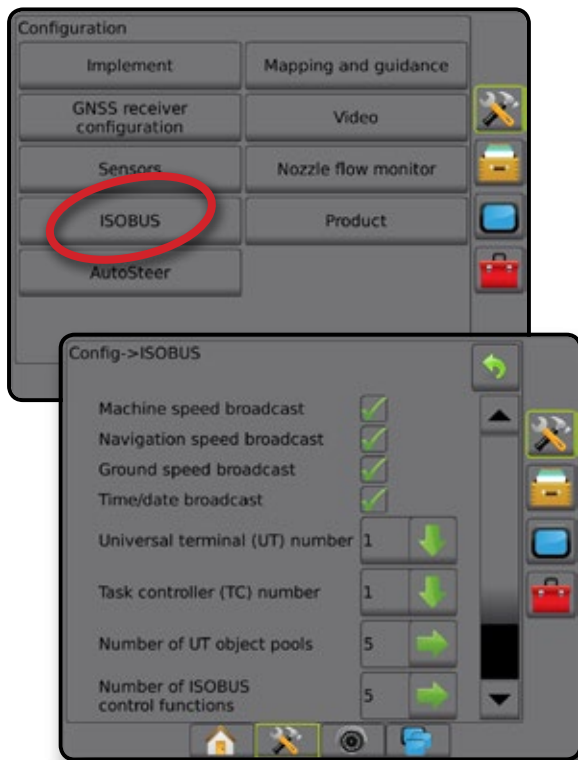 Configuration
Implement
Mapping and guidance
GNSS receiver
configuration
Video
Sensors
Nozzle flow monitor
ISOBUS
Product
AutoSteer
Config->ISOBUS
Machine speed broadcast
Navigation speed broadcast
Ground speed broadcast
Time/date broadcast
Universal terminal (UT) number 1
Task controller (TC) number 1
Number of UT object pools 5
Number of ISOBUS
control functions 5